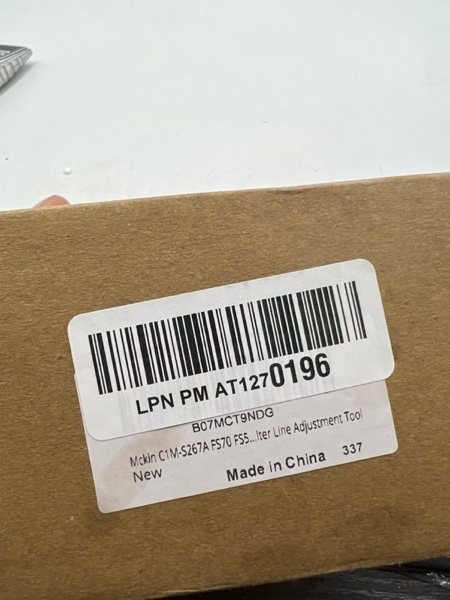 LPN PM AT1270196
B07MCT9NDG
Mckin C1M-S267A FS70 FS5...lter Line Adjustment Tool
New
Made in China 337